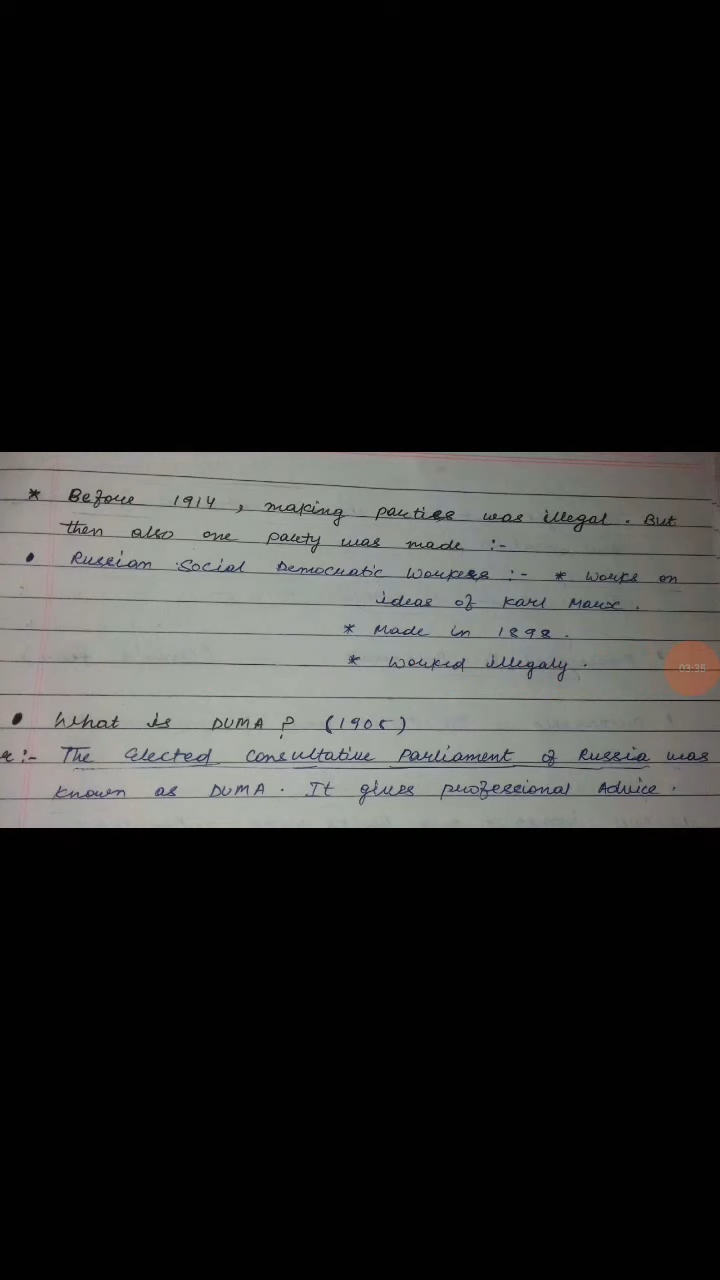 * Before 1914, making parties was illegal. But
then also one party was made :-
• Russian Social Democratic Workers :- * Works on
ideas of Karl Marx.
* Made in 1898.
* Worked illegaly.
03:35
• What is DUMA ? (1905)
:- The Elected Consultative Parliament of Russia was
known as DUMA. It gives professional Advice.